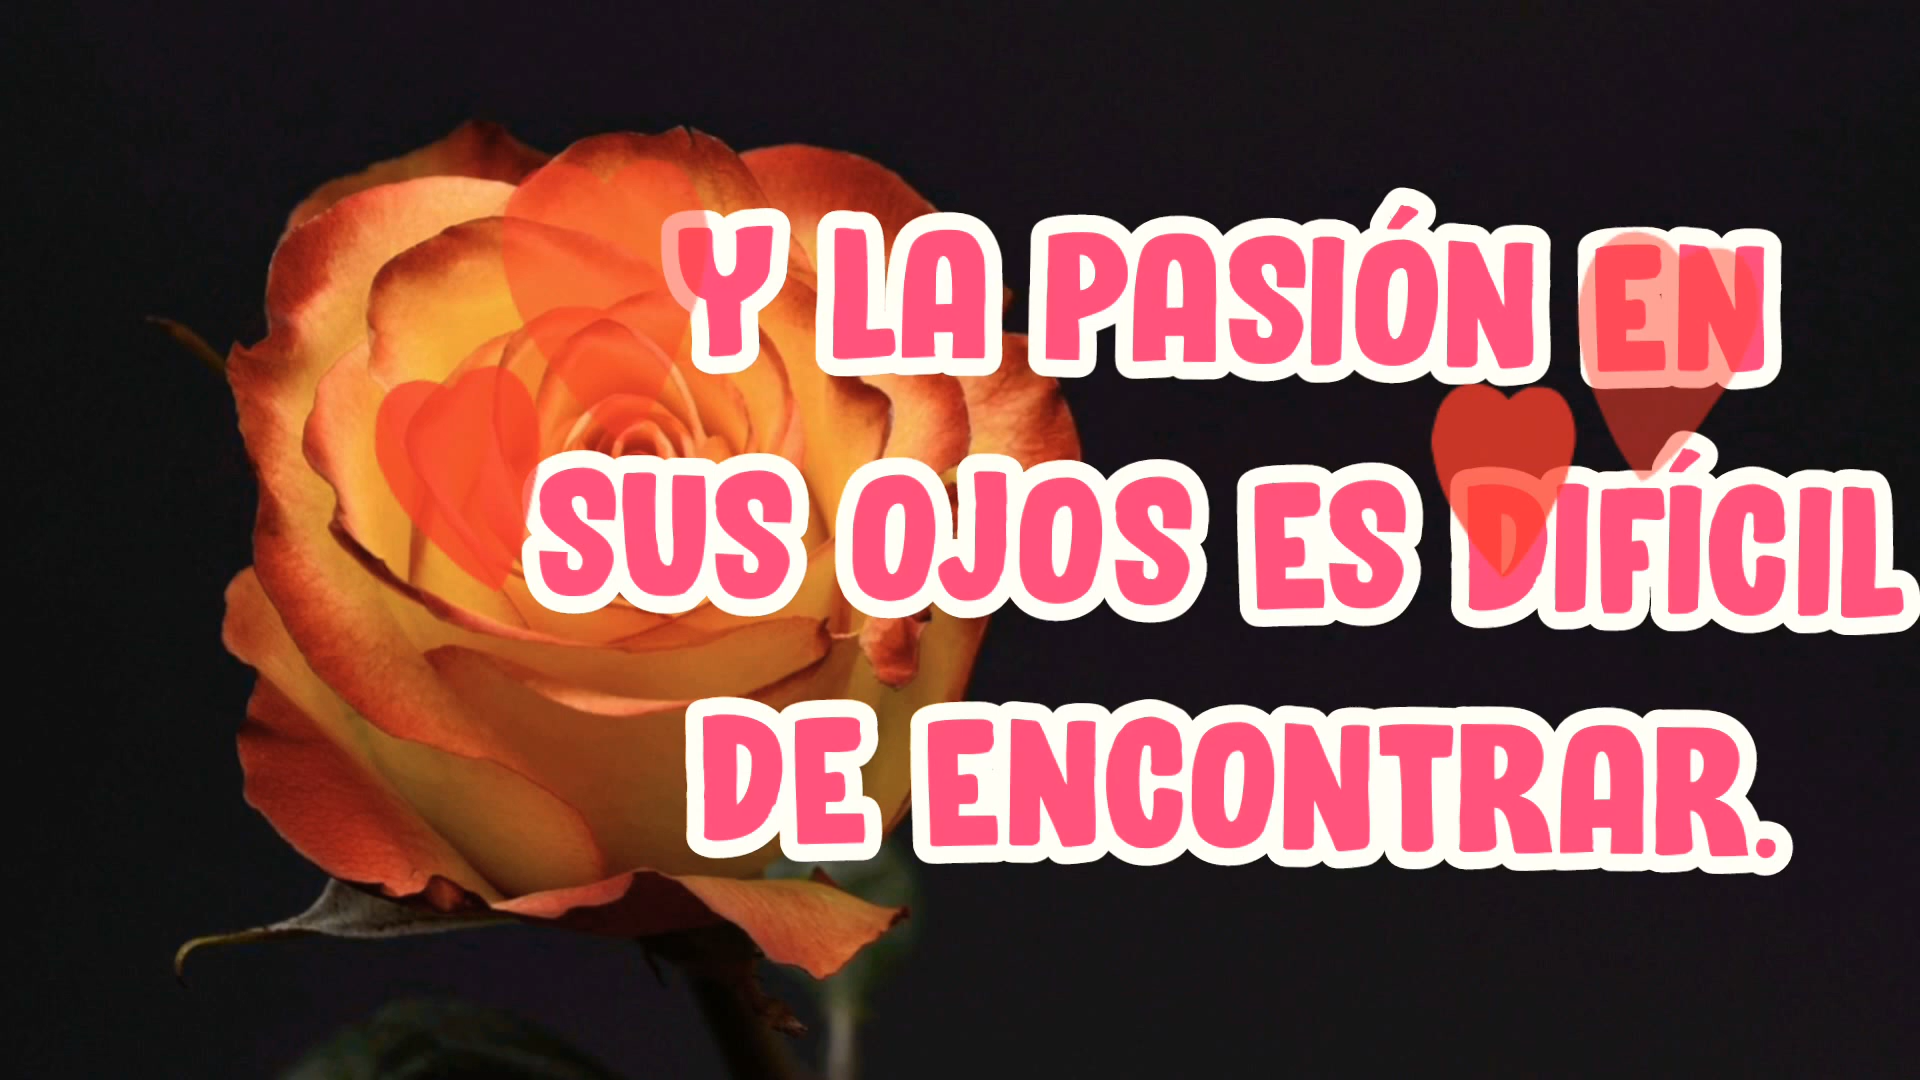 Y LA PASIÓN EN
SUS OJOS ES DIFÍCIL
DE ENCONTRAR.